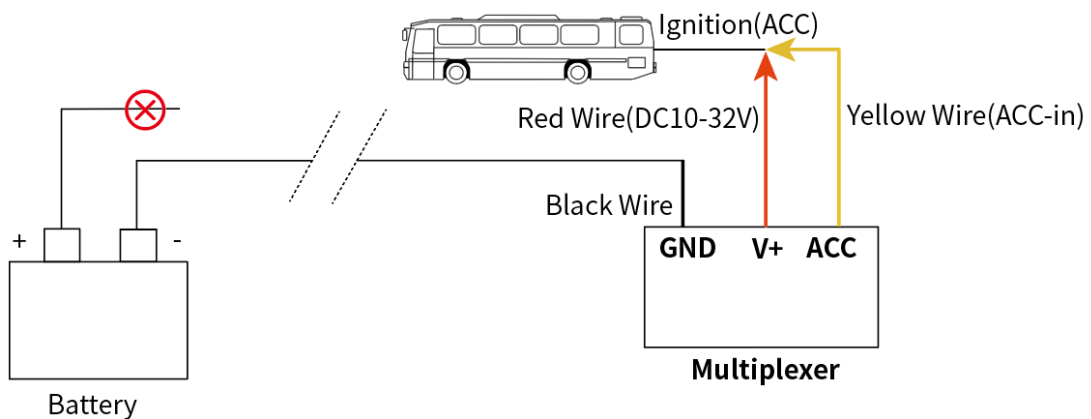 Ignition(ACC)
Red Wire(DC10-32V)
Yellow Wire(ACC-in)
Black Wire
+
-
GND V+ ACC
Multiplexer
Battery